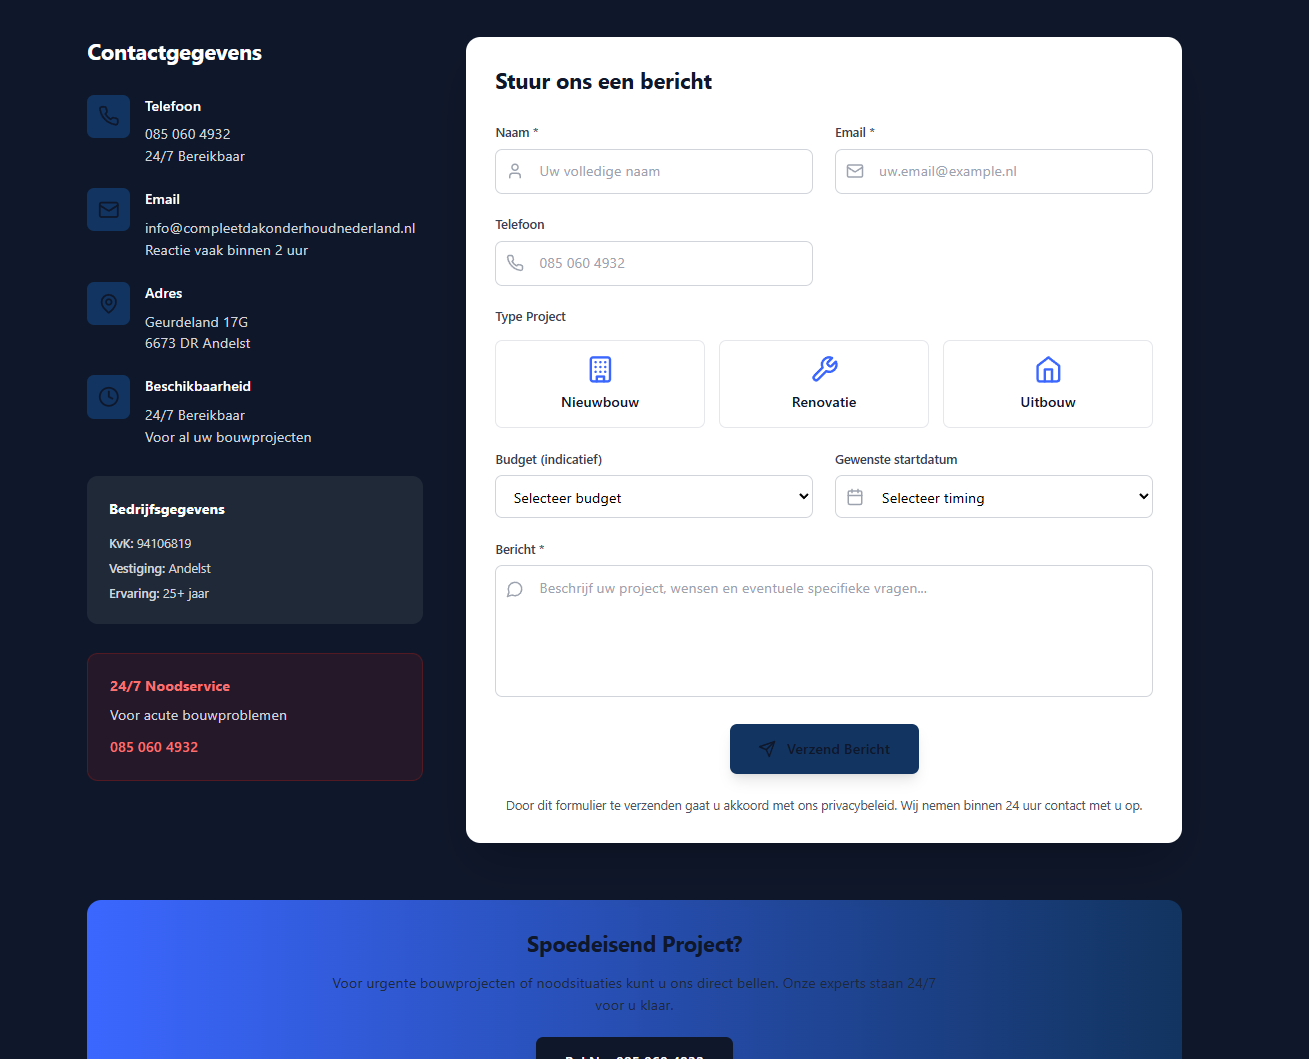 Contactgegevens
Telefoon
085 060 4932
24/7 Bereikbaar
Email
info@compleetdakonderhoudnederland.nl
Reactie vaak binnen 2 uur
Adres
Geurdeland 17G
6673 DR Andelst
Beschikbaarheid
24/7 Bereikbaar
Voor al uw bouwprojecten
Bedrijfsgegevens
KvK: 94106819
Vestiging: Andelst
Ervaring: 25+ jaar
24/7 Noodservice
Voor acute bouwproblemen
085 060 4932
Stuur ons een bericht
Naam *
Email *
Uw volledige naam
uw.email@example.nl
Telefoon
085 060 4932
Type Project
Nieuwbouw
Renovatie
Uitbouw
Budget (indicatief)
Gewenste startdatum
Selecteer budget
Selecteer timing
Bericht *
Beschrijf uw project, wensen en eventuele specifieke vragen...
Verzend Bericht
Door dit formulier te verzenden gaat u akkoord met ons privacybeleid. Wij nemen binnen 24 uur contact met u op.
Spoedeisend Project?
Voor urgente bouwprojecten of noodsituaties kunt u ons direct bellen. Onze experts staan 24/7
voor u klaar.